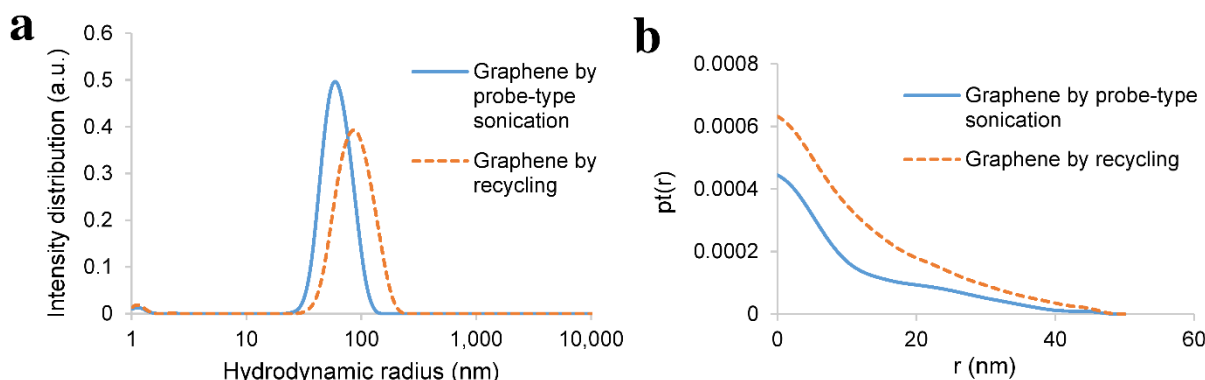 a
Intensity distribution (a.u.)
0.6
0.5
0.4
0.3
0.2
0.1
0
1
10
100
1,000
10,000
Hydrodynamic radius (nm)
Graphene by
probe-type
sonication
Graphene by
recycling
b
pt(r)
0.0008
0.0006
0.0004
0.0002
0
0
20
40
60
r (nm)
Graphene by probe-type
sonication
Graphene by recycling